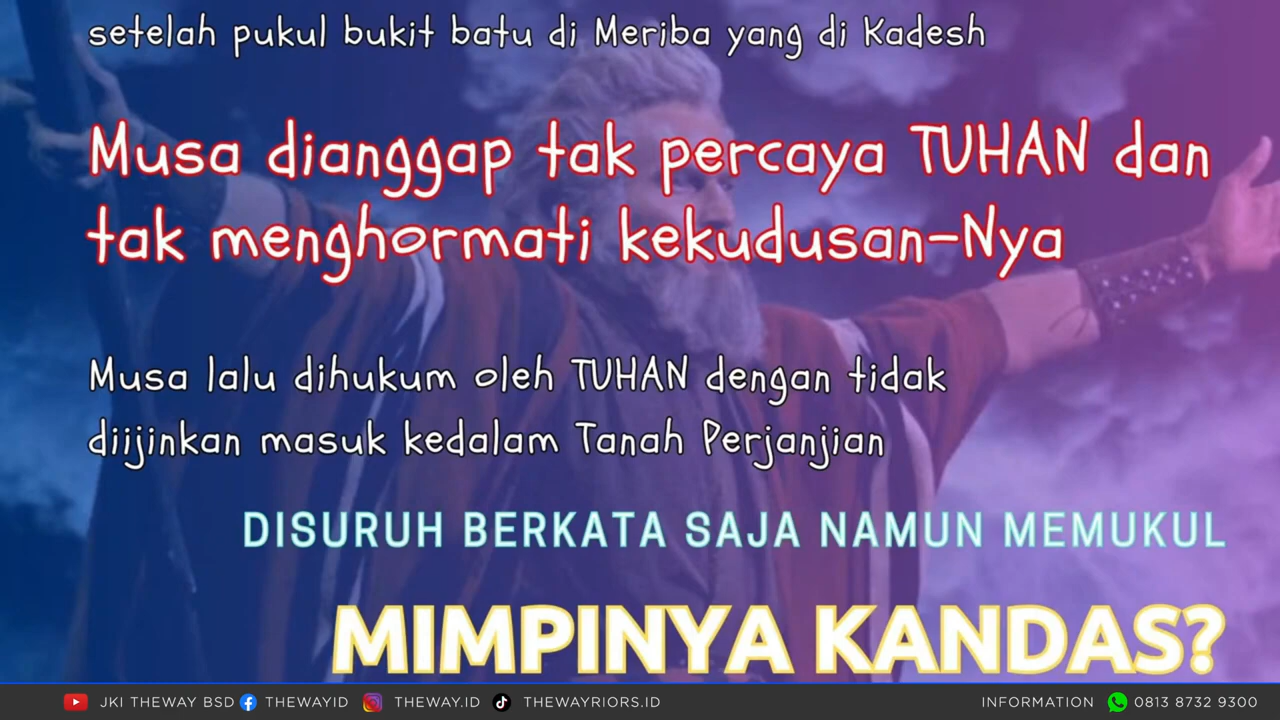 setelah pukul bukit batu di Meriba yang di Kadesh
Musa dianggap tak percaya TUHAN dan
tak menghormati kekudusan-Nya
Musa lalu dihukum oleh TUHAN dengan tidak
diijinkan masuk kedalam Tanah Perjanjian
DISURUH BERKATA SAJA NAMUN MEMUKUL
MIMPINYA KANDAS?
JKI THEWAY BSD THEWAYID THEWAY.ID THEWAYRIORS.ID INFORMATION 0813 8732 9300